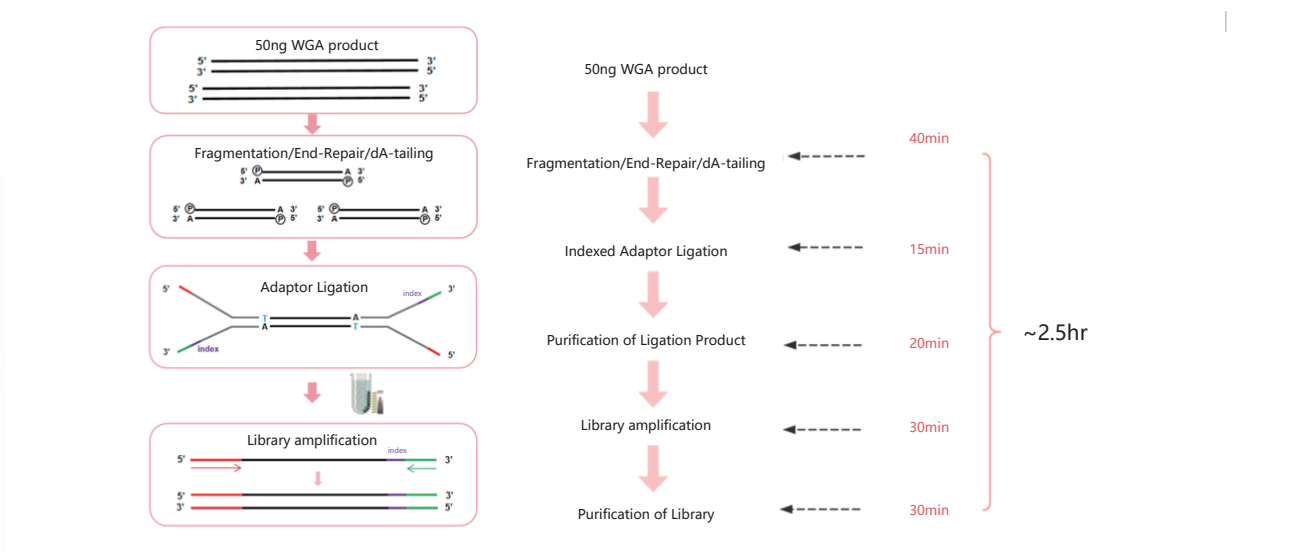 50ng WGA product
5' 3'
3' 5'
5' 3'
3' 5'
Fragmentation/End-Repair/dA-tailing
5' P A 3'
3' A P 5'
5' P A 3' 5' P A 3'
3' A P 5' 3' A P 5'
Adaptor Ligation
5' index 3'
T A
A T
3' index 5'
Library amplification
index
5' 3'
5' 3'
3' 5'
50ng WGA product
Fragmentation/End-Repair/dA-tailing
Indexed Adaptor Ligation
Purification of Ligation Product
Library amplification
Purification of Library
40min
15min
20min
30min
30min
~2.5hr